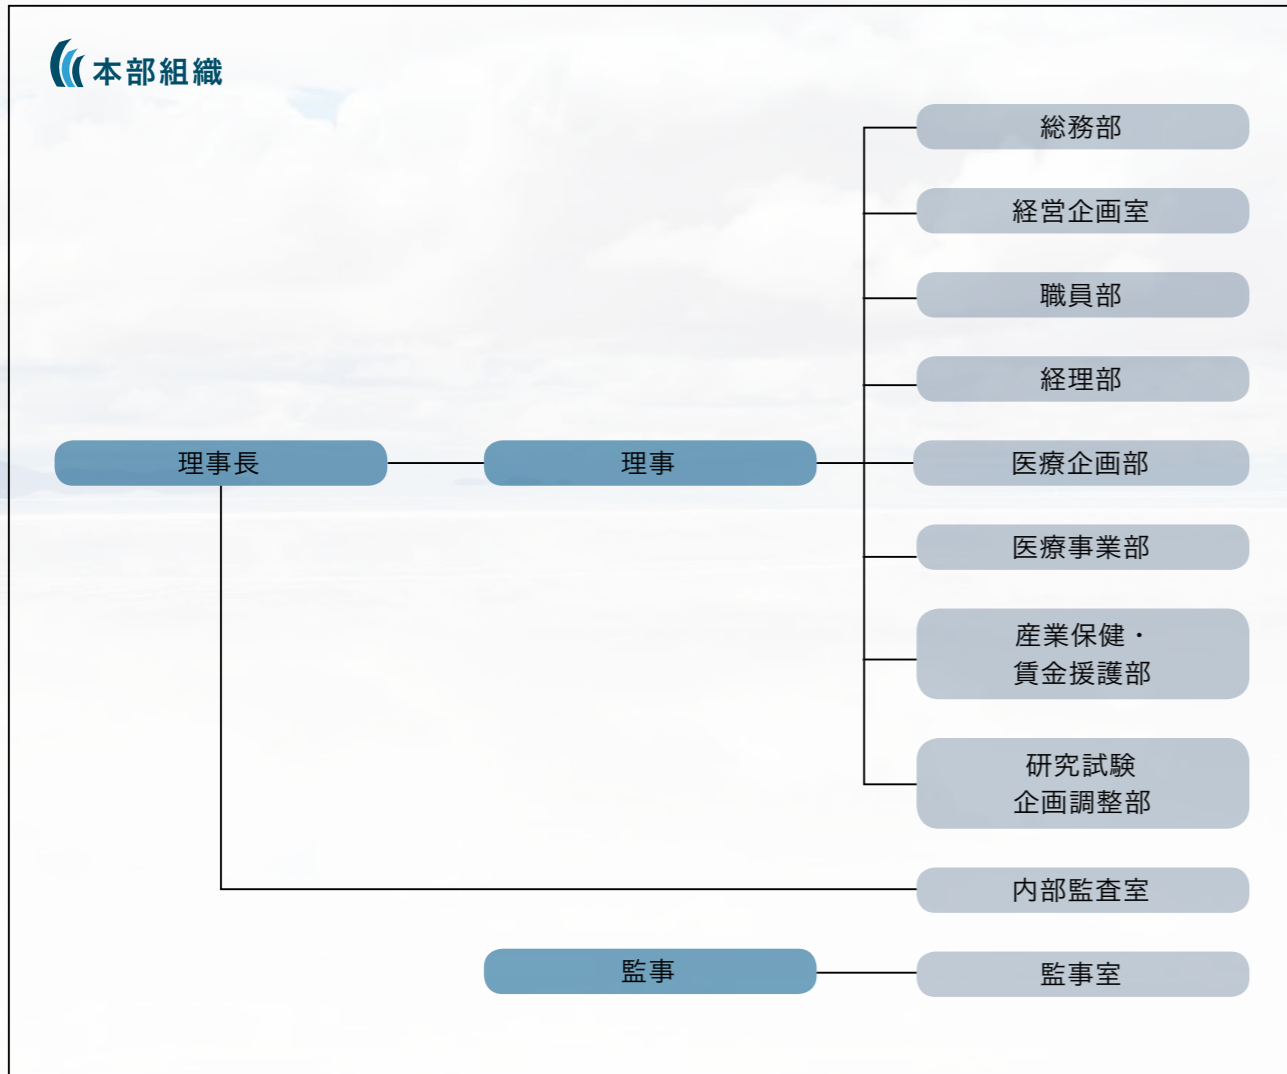 本部組織
総務部
経営企画室
職員部
経理部
理事長
理事
医療企画部
医療事業部
産業保健・
賃金援護部
研究試験
企画調整部
内部監査室
監事
監事室